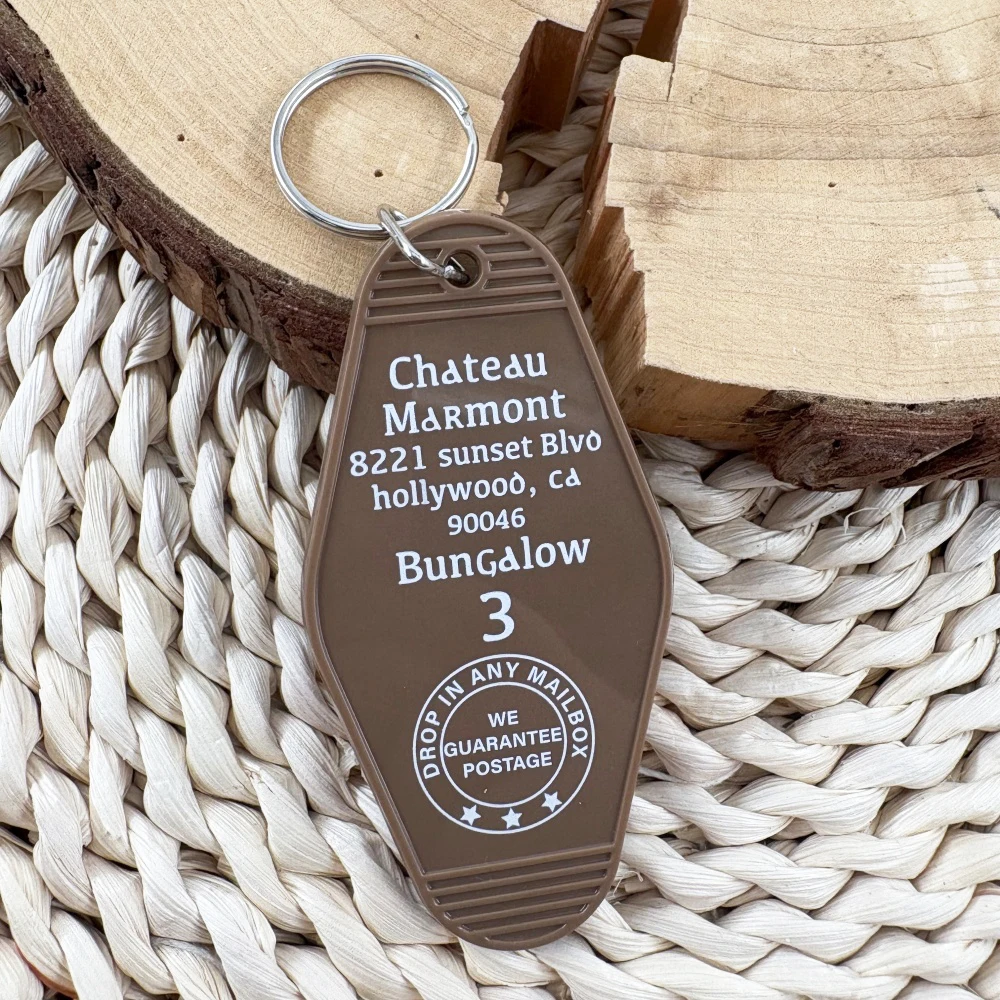 Chateau
Marmont
8221 sunset Blvd
hollywood, ca
90046
Bungalow
3
DROP IN ANY MAILBOX
WE
GUARANTEE
POSTAGE